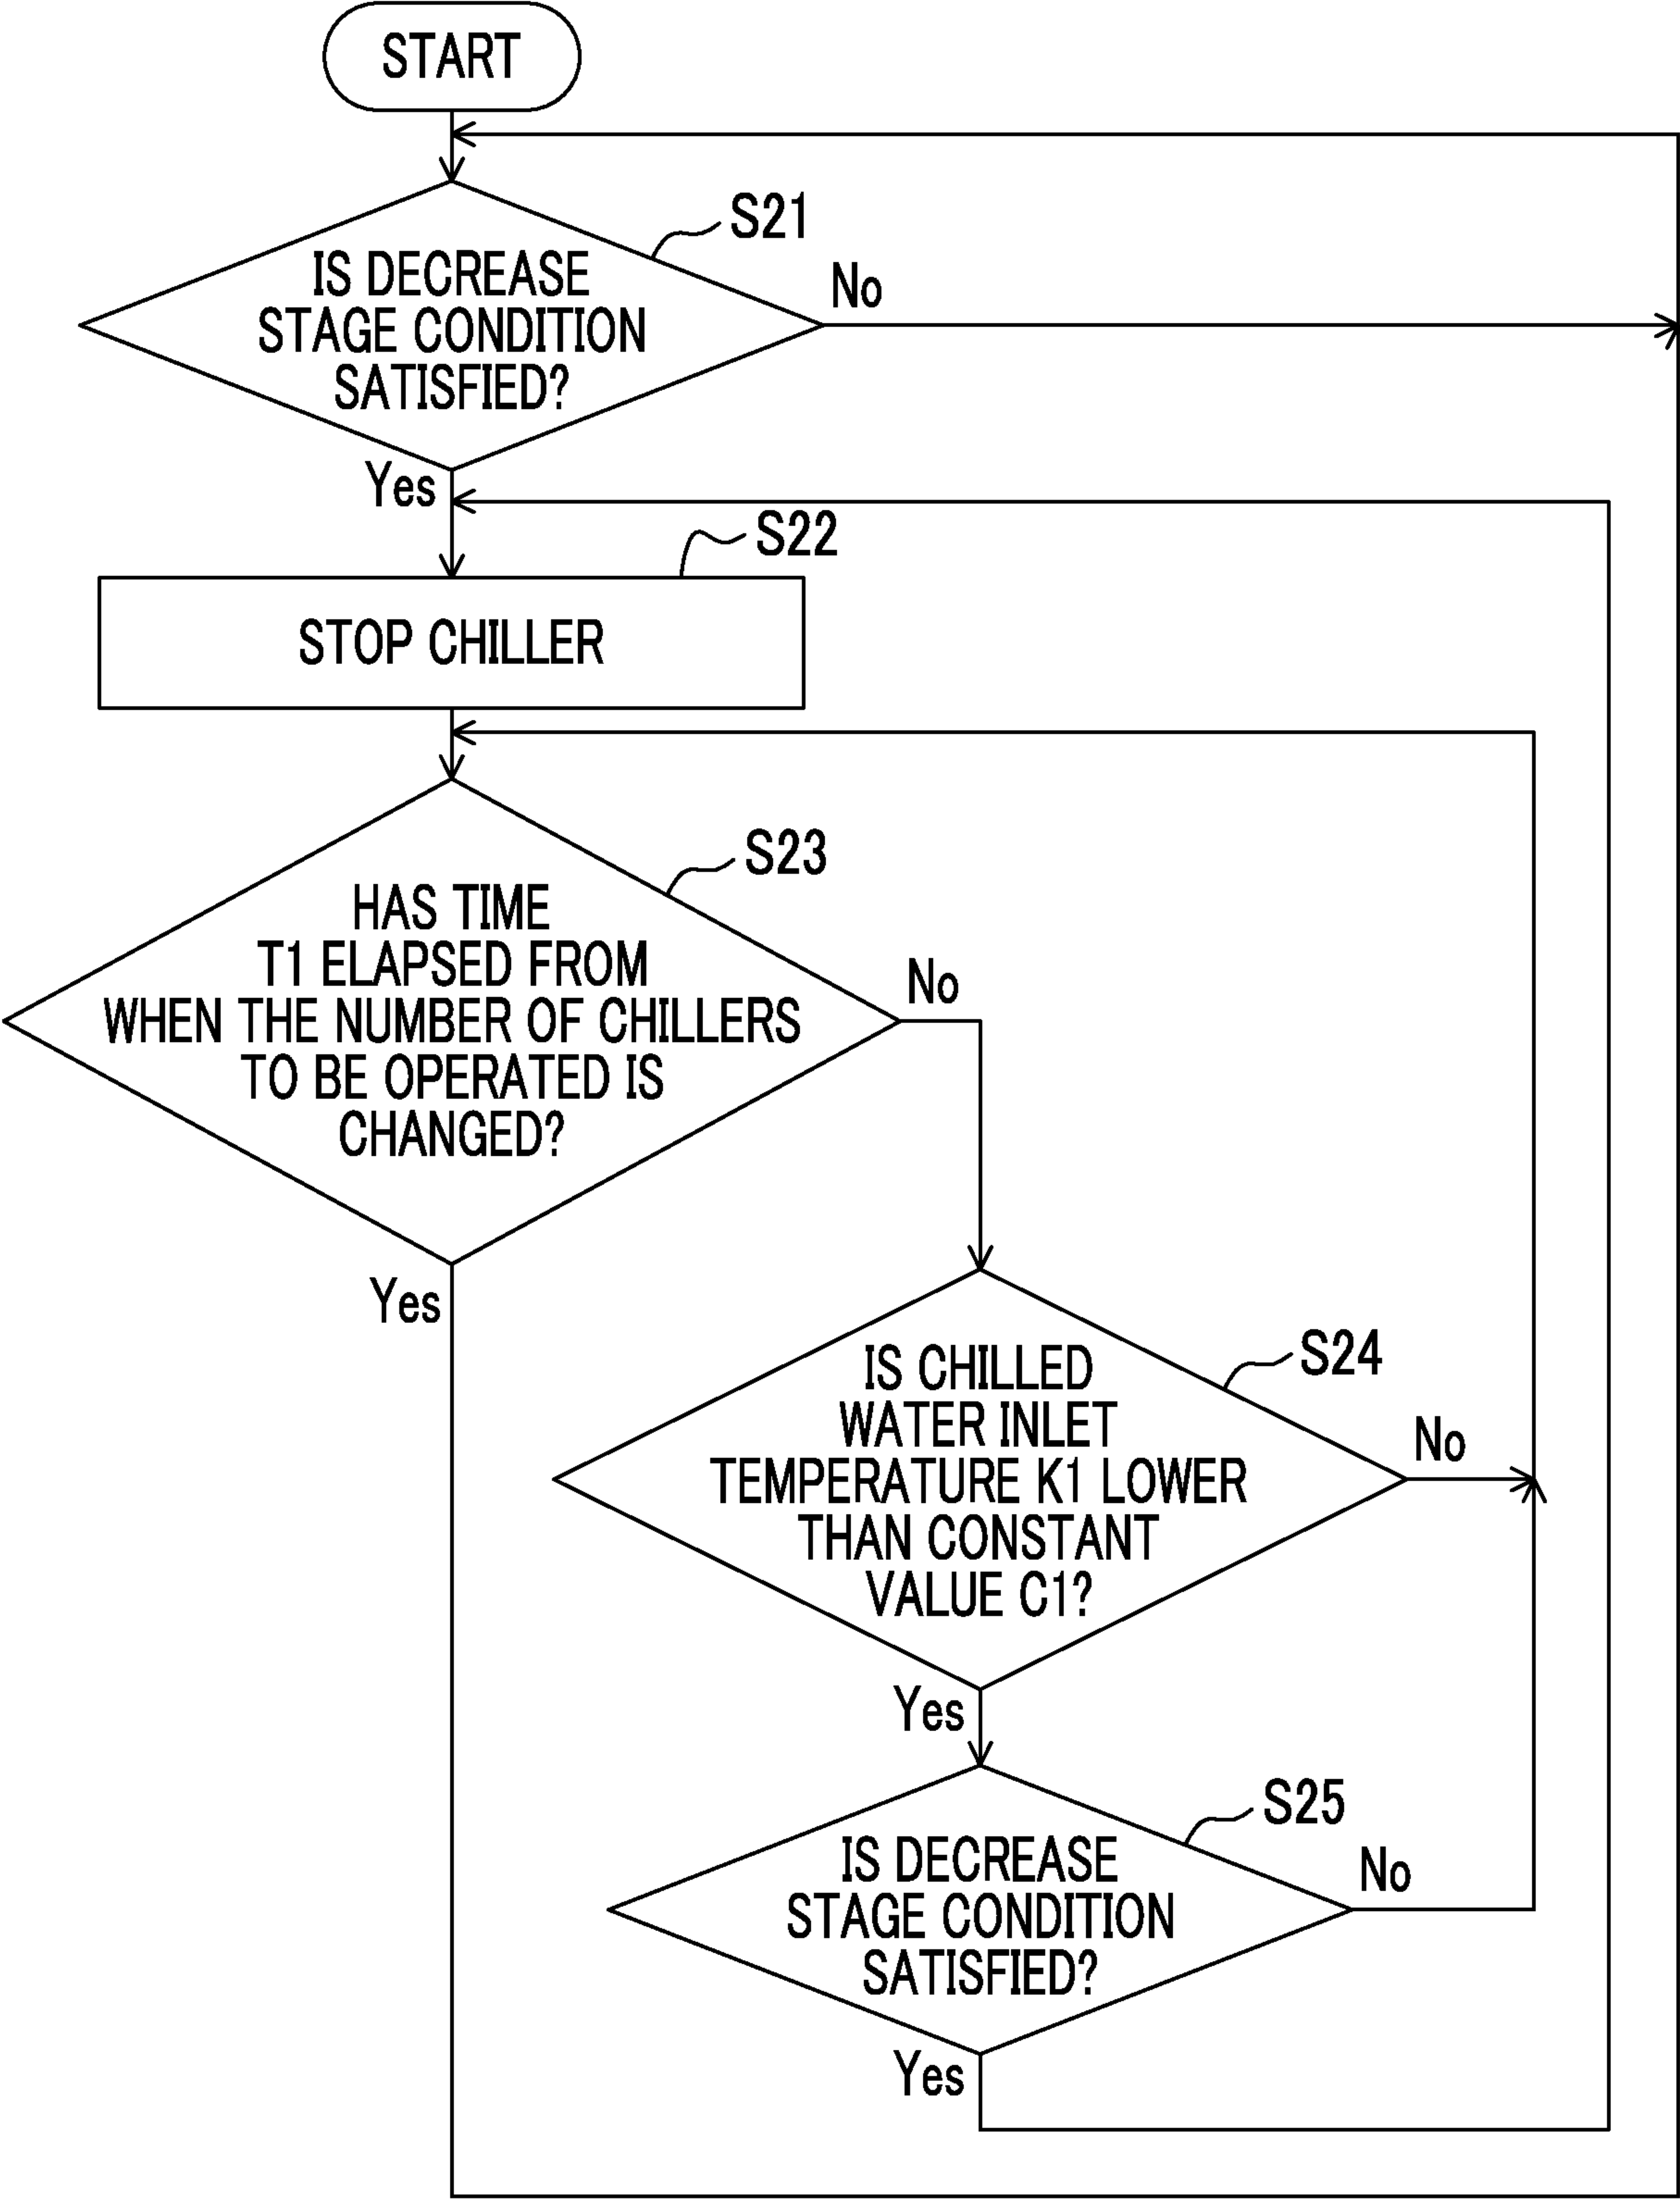 START
S21
IS DECREASE
STAGE CONDITION
SATISFIED?
No
Yes
S22
STOP CHILLER
S23
HAS TIME
T1 ELAPSED FROM
WHEN THE NUMBER OF CHILLERS
TO BE OPERATED IS
CHANGED?
No
Yes
S24
IS CHILLED
WATER INLET
TEMPERATURE K1 LOWER
THAN CONSTANT
VALUE C1?
No
Yes
S25
IS DECREASE
STAGE CONDITION
SATISFIED?
No
Yes